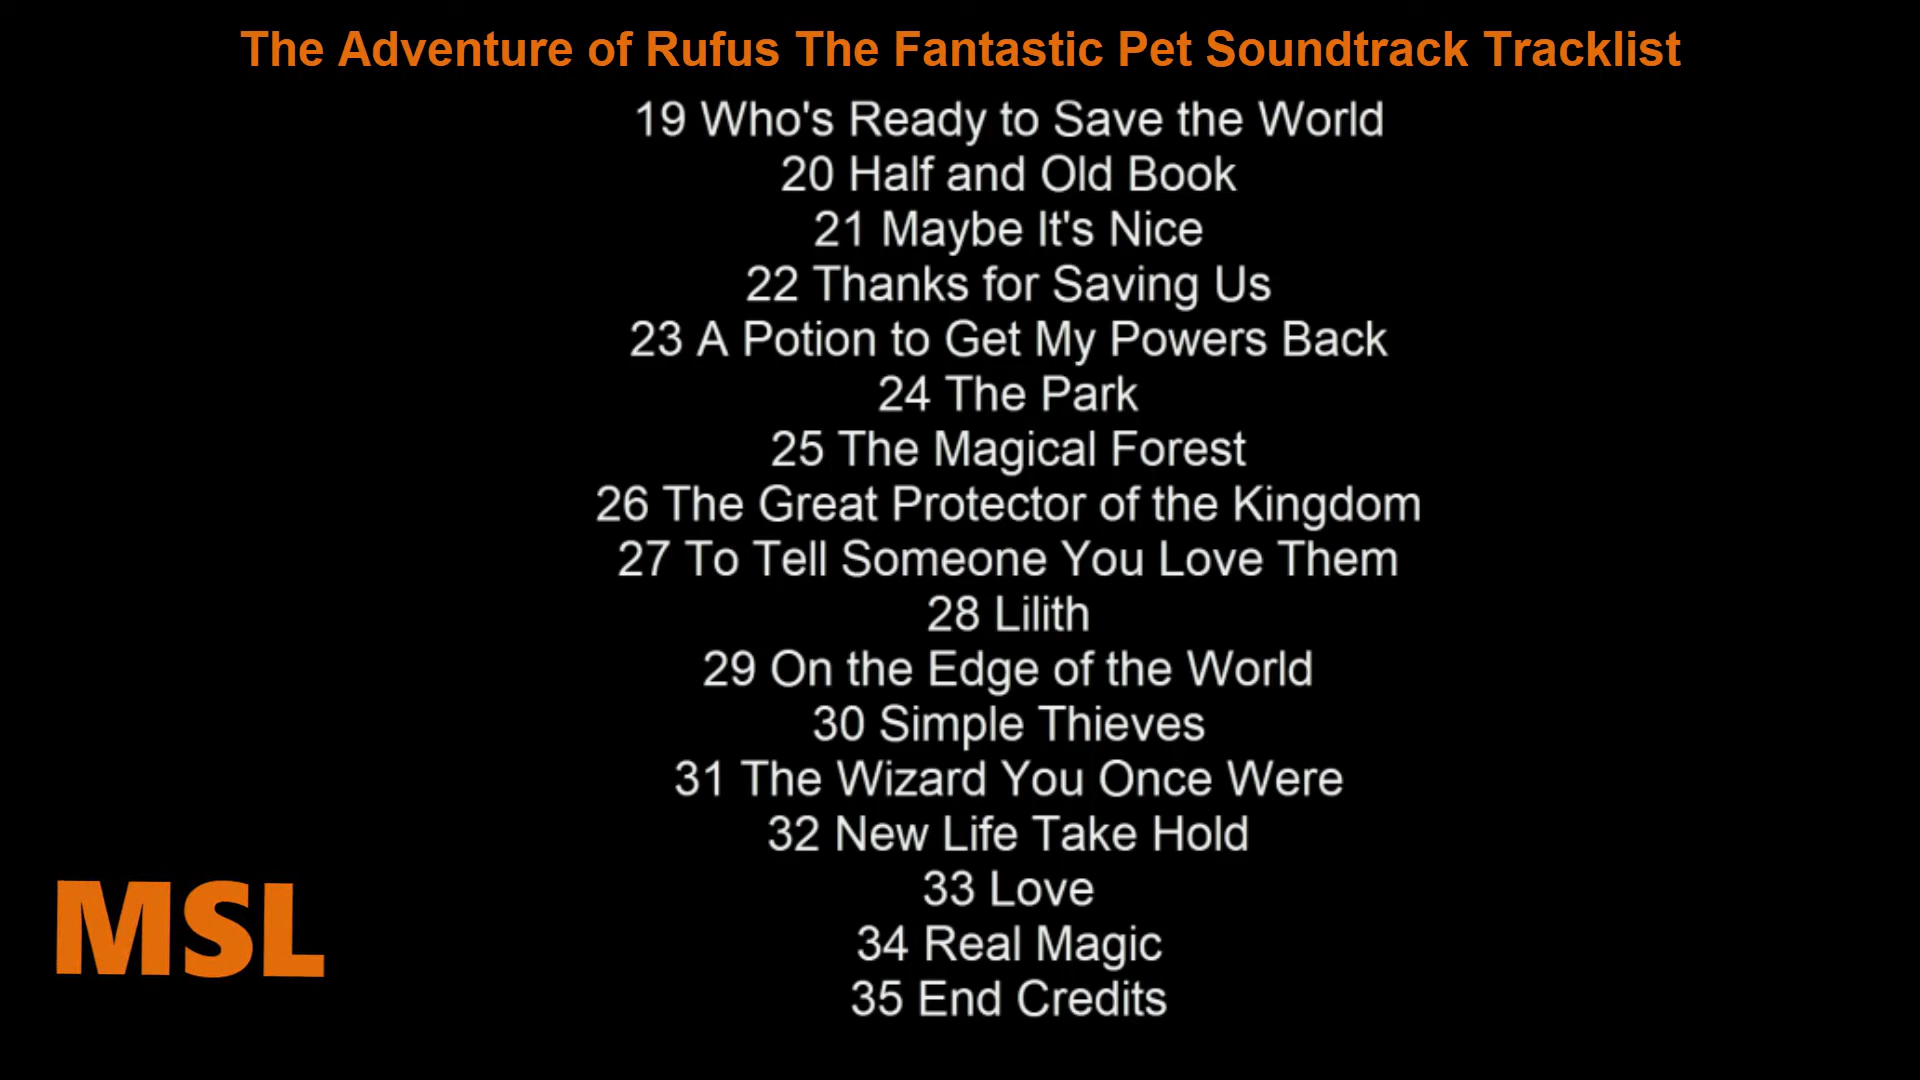 The Adventure of Rufus The Fantastic Pet Soundtrack Tracklist
19 Who's Ready to Save the World
20 Half and Old Book
21 Maybe It's Nice
22 Thanks for Saving Us
23 A Potion to Get My Powers Back
24 The Park
25 The Magical Forest
26 The Great Protector of the Kingdom
27 To Tell Someone You Love Them
28 Lilith
29 On the Edge of the World
30 Simple Thieves
31 The Wizard You Once Were
32 New Life Take Hold
33 Love
34 Real Magic
35 End Credits
MSL